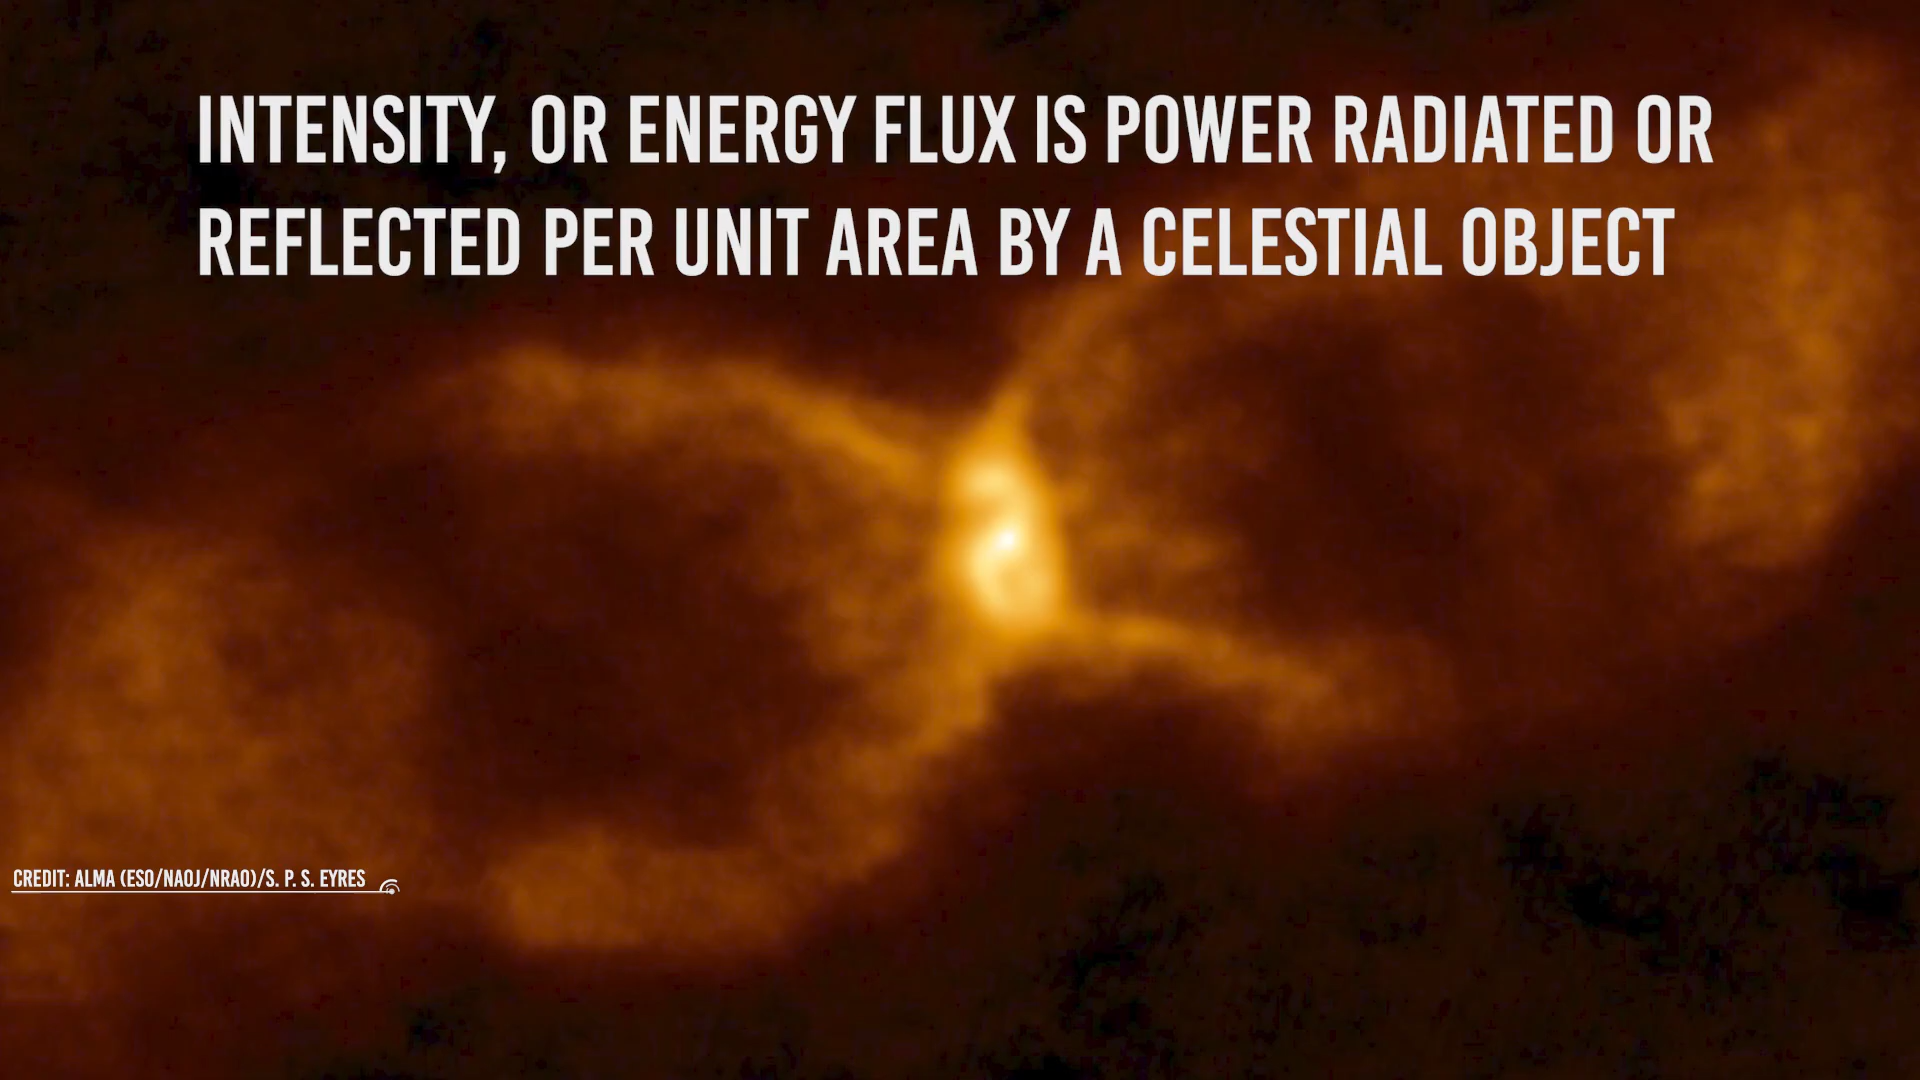 INTENSITY, OR ENERGY FLUX IS POWER RADIATED OR
REFLECTED PER UNIT AREA BY A CELESTIAL OBJECT
CREDIT: ALMA (ESO/NAOJ/NRAO)/S. P. S. EYRES